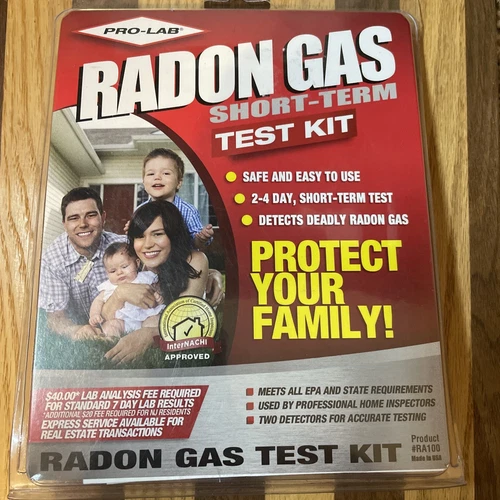 PRO-LAB®
RADON GAS
SHORT-TERM
TEST KIT
SAFE AND EASY TO USE
2-4 DAY, SHORT-TERM TEST
DETECTS DEADLY RADON GAS
PROTECT
YOUR
FAMILY!
InterNACHI
APPROVED
$40.00* LAB ANALYSIS FEE REQUIRED
FOR STANDARD 7 DAY LAB RESULTS
*ADDITIONAL $20 FEE REQUIRED FOR NJ RESIDENTS
EXPRESS SERVICE AVAILABLE FOR
REAL ESTATE TRANSACTIONS
MEETS ALL EPA AND STATE REQUIREMENTS
USED BY PROFESSIONAL HOME INSPECTORS
TWO DETECTORS FOR ACCURATE TESTING
RADON GAS TEST KIT
Product
#RA100
Made In USA